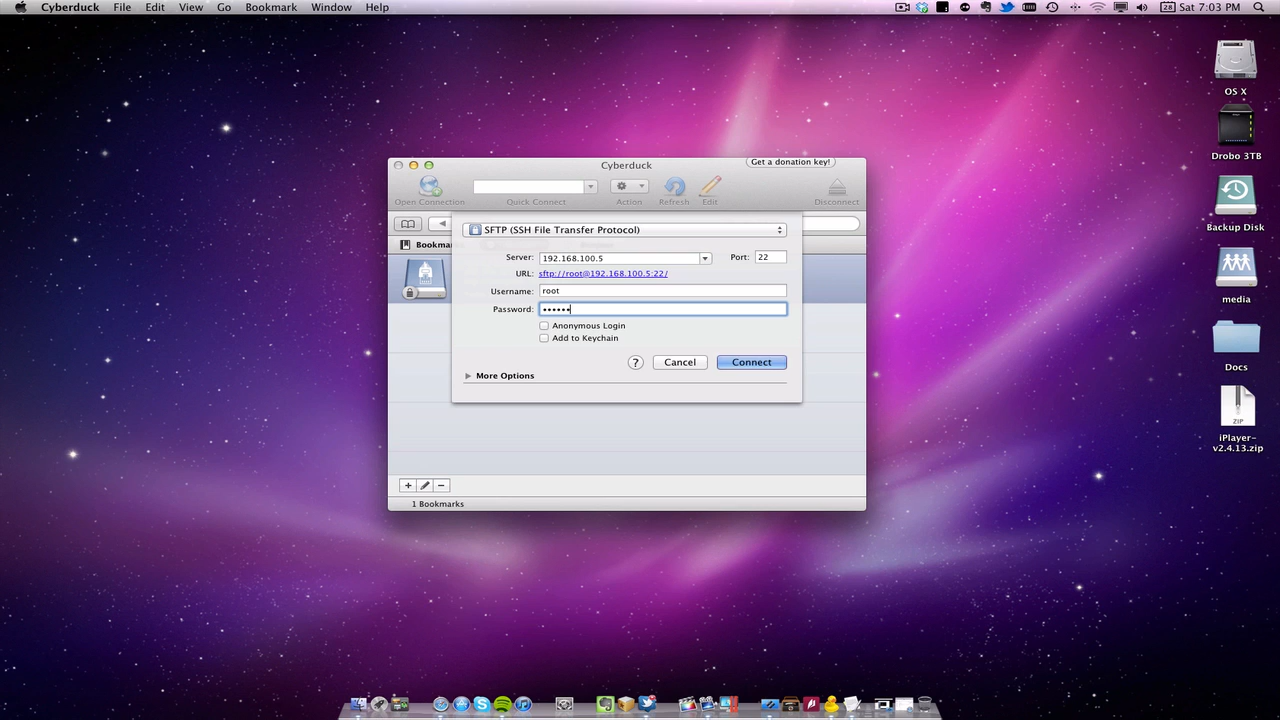 Cyberduck File Edit View Go Bookmark Window Help
28 Sat 7:03 PM
OS X
Drobo 3TB
Backup Disk
media
Docs
ZIP
iPlayer-
v2.4.13.zip
Cyberduck
Get a donation key!
Open Connection Quick Connect Action Refresh Edit Disconnect
SFTP (SSH File Transfer Protocol)
Bookma
Server: 192.168.100.5 Port: 22
URL: sftp://root@192.168.100.5:22/
Username: root
Password: ••••••
Anonymous Login
Add to Keychain
? Cancel Connect
More Options
1 Bookmarks